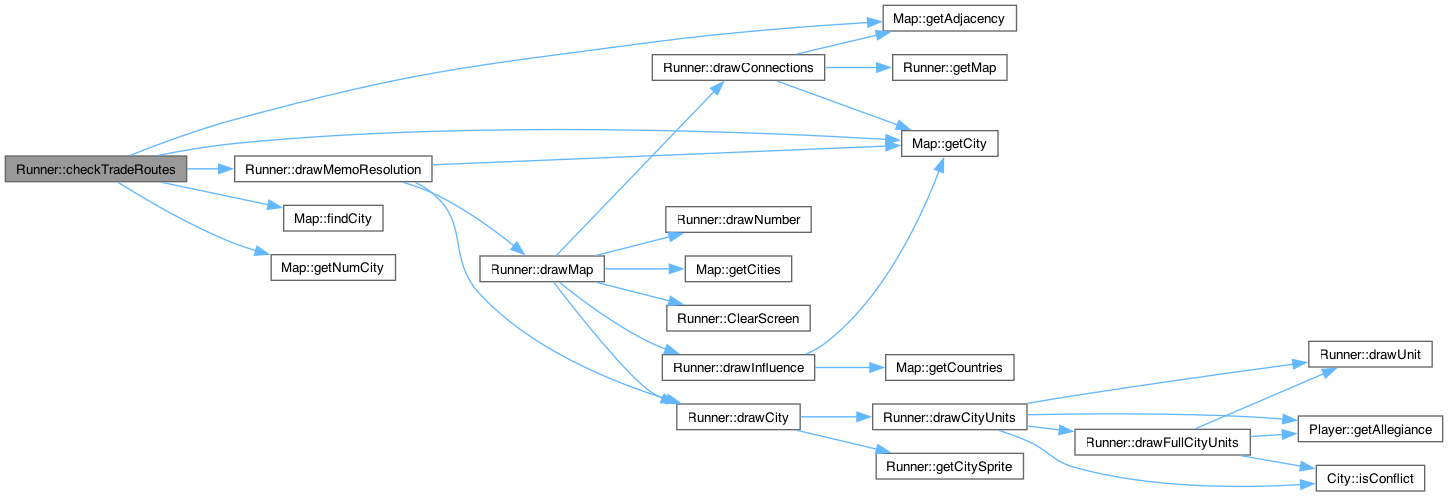 Runner::checkTradeRoutes
Map::getAdjacency
Runner::drawConnections
Runner::getMap
Map::getCity
Runner::drawMemoResolution
Map::findCity
Map::getNumCity
Runner::drawMap
Runner::drawNumber
Map::getCities
Runner::ClearScreen
Runner::drawInfluence
Map::getCountries
Runner::drawCity
Runner::drawCityUnits
Runner::getCitySprite
Runner::drawFullCityUnits
Runner::drawUnit
Player::getAllegiance
City::isConflict